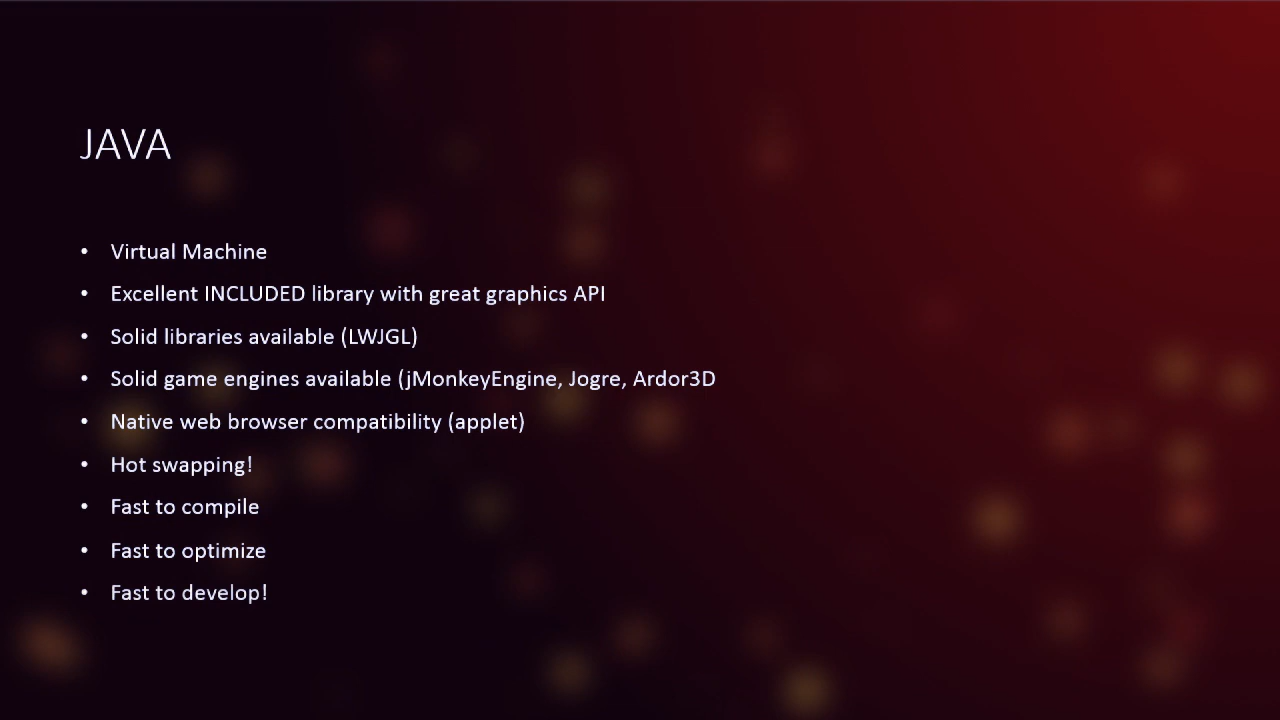 JAVA
• Virtual Machine
• Excellent INCLUDED library with great graphics API
• Solid libraries available (LWJGL)
• Solid game engines available (jMonkeyEngine, Jogre, Ardor3D
• Native web browser compatibility (applet)
• Hot swapping!
• Fast to compile
• Fast to optimize
• Fast to develop!